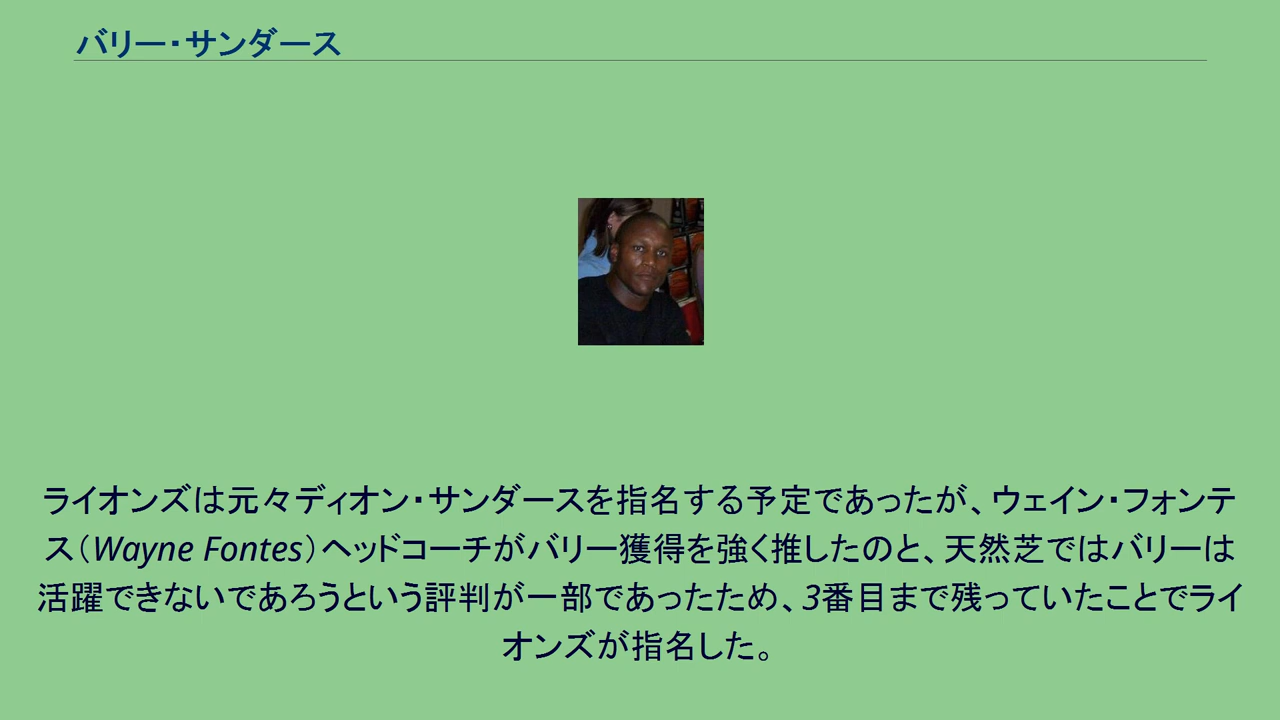 バリー・サンダース
ライオンズは元々ディオン・サンダースを指名する予定であったが、ウェイン・フォンテ
ス（Wayne Fontes）ヘッドコーチがバリー獲得を強く推したのと、天然芝ではバリーは
活躍できないであろうという評判が一部であったため、3番目まで残っていたことでライ
オンズが指名した。